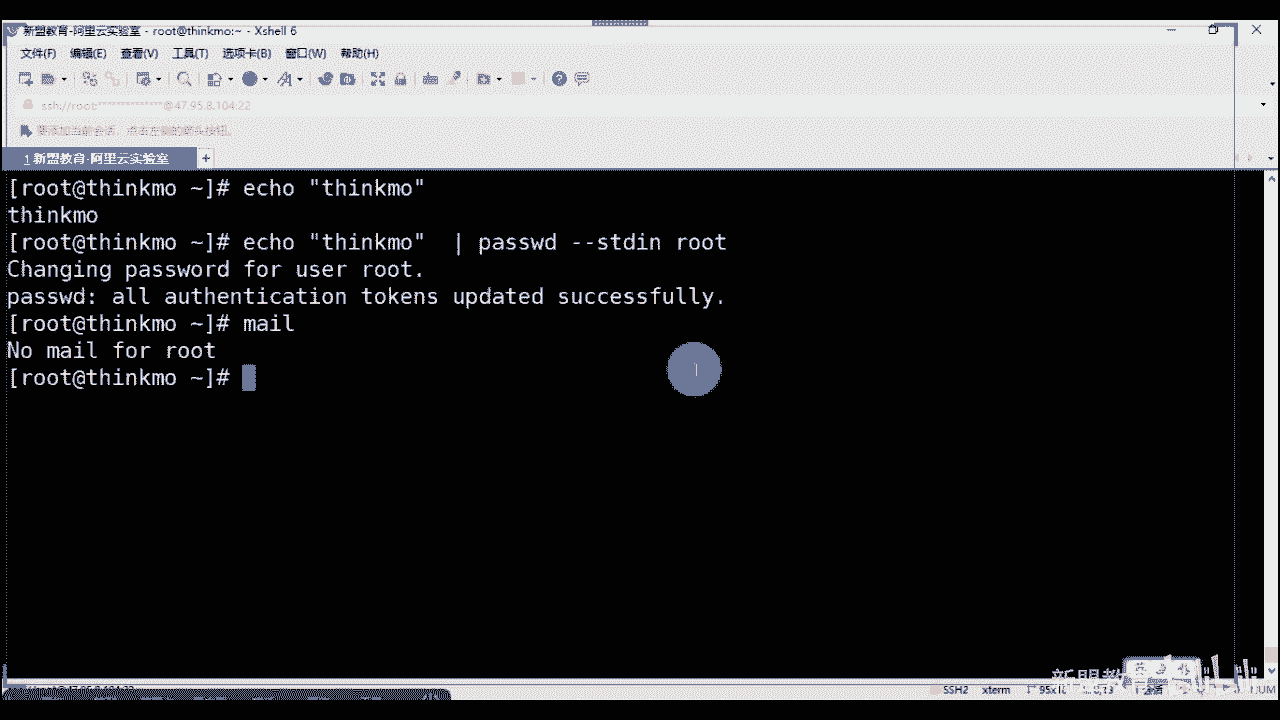 新盟教育-阿里云实验室 - root@thinkmo:~ - Xshell 6
文件(F) 编辑(E) 查看(V) 工具(T) 选项卡(B) 窗口(W) 帮助(H)
ssh://root:**************@47.95.8.104:22
要添加当前会话，点击左侧的箭头按钮。
1 新盟教育-阿里云实验室 +
[root@thinkmo ~]# echo "thinkmo"
thinkmo
[root@thinkmo ~]# echo "thinkmo"  | passwd --stdin root
Changing password for user root.
passwd: all authentication tokens updated successfully.
[root@thinkmo ~]# mail
No mail for root
[root@thinkmo ~]#
新盟教育
SSH2 xterm